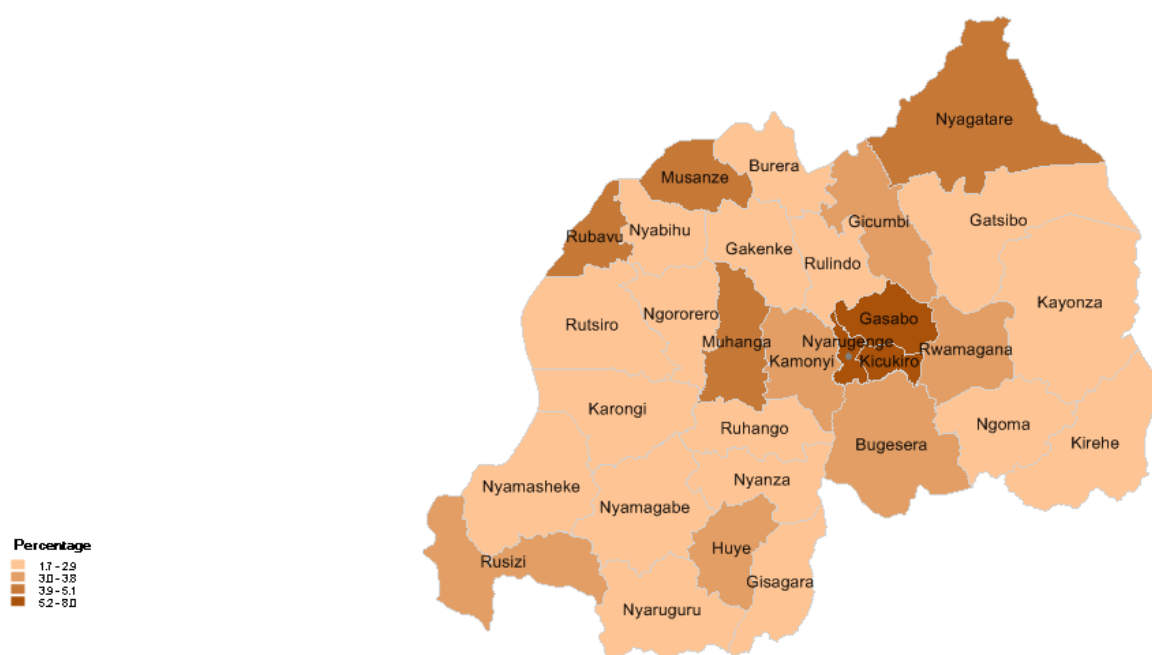 Nyagatare
Burera
Musanze
Gicumbi
Gatsibo
Rubavu
Nyabihu
Gakenke
Rulindo
Kayonza
Ngororero
Gasabo
Rutsiro
Muhanga
Nyarugenge
Kamonyi
Kicukiro
Rwamagana
Karongi
Ruhango
Bugesera
Ngoma
Kirehe
Nyamasheke
Nyanza
Nyamagabe
Huye
Rusizi
Gisagara
Nyaruguru
Percentage
1.7 - 2.9
3.0 - 3.8
3.9 - 5.1
5.2 - 8.0